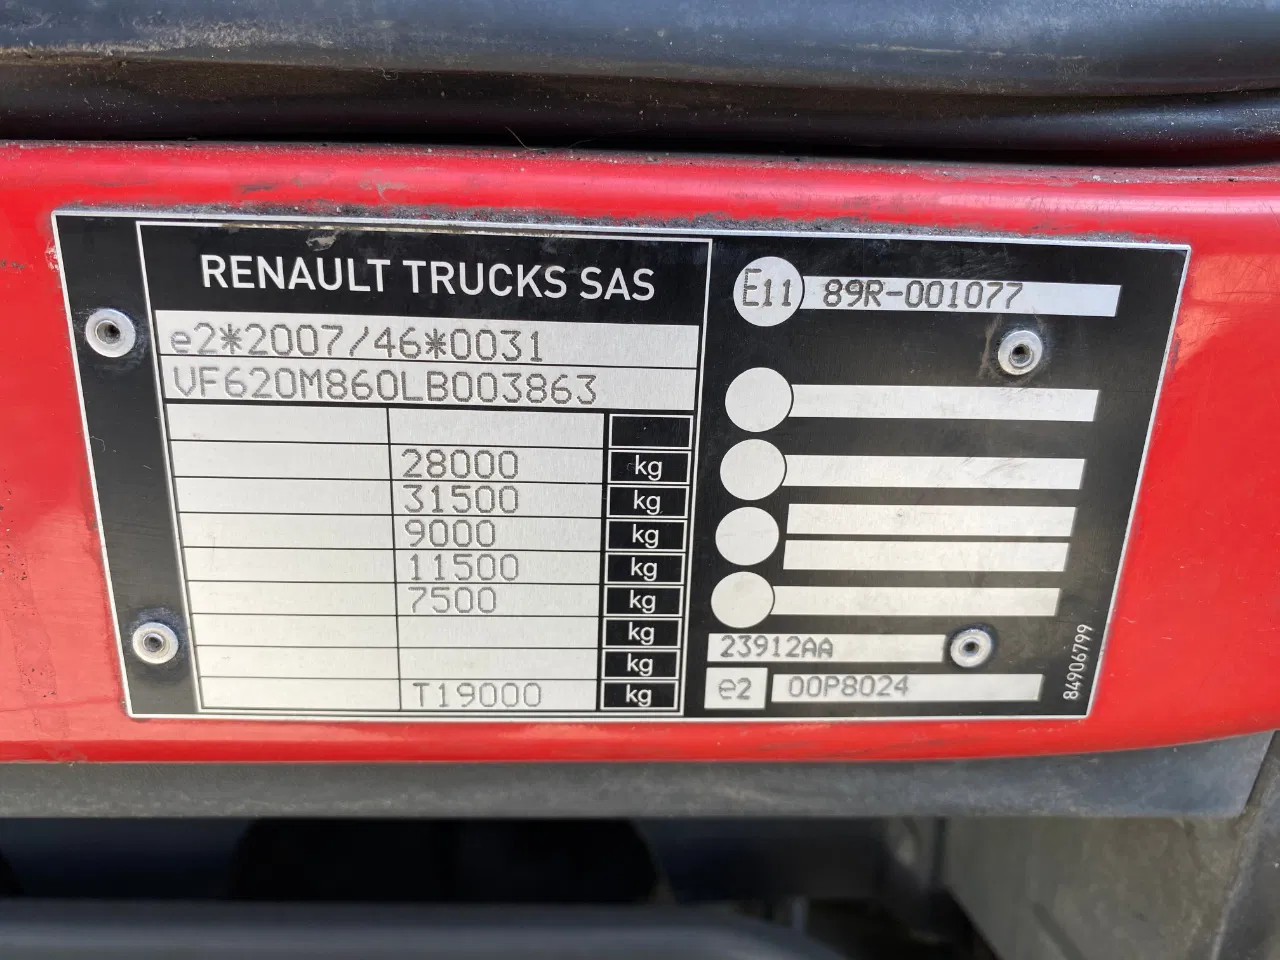 RENAULT TRUCKS SAS
e2*2007/46*0031
VF620M860LB003863
28000 kg
31500 kg
9000 kg
11500 kg
7500 kg
kg
kg
T19000 kg
E11 89R-001077
23912AA
e2 00P8024
84906799